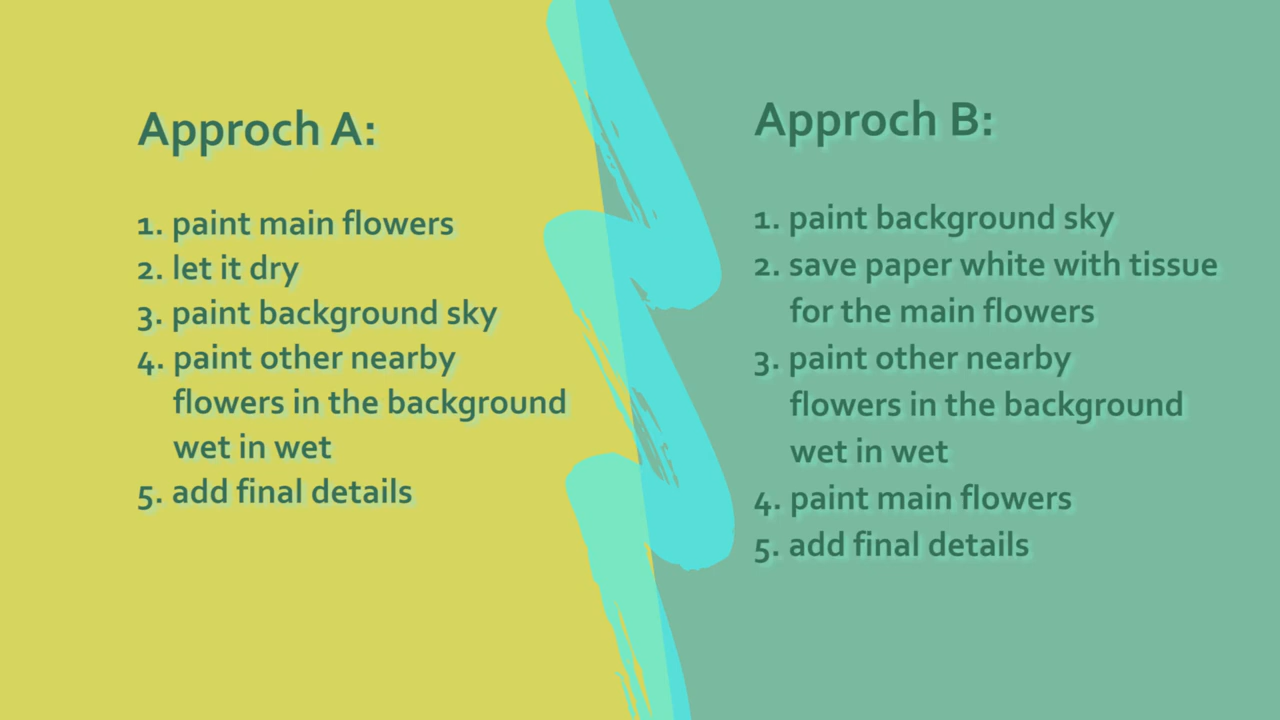 Approch A:
1. paint main flowers
2. let it dry
3. paint background sky
4. paint other nearby
flowers in the background
wet in wet
5. add final details
Approch B:
1. paint background sky
2. save paper white with tissue
for the main flowers
3. paint other nearby
flowers in the background
wet in wet
4. paint main flowers
5. add final details